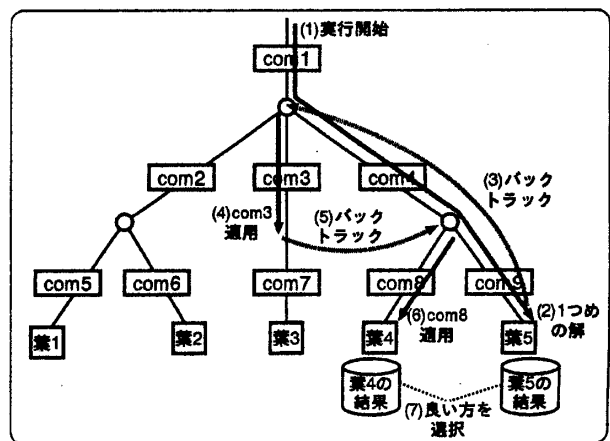 (1)実行開始
com1
com2
com3
com4
(3)バック
トラック
(4)com3
適用
(5)バック
トラック
com5
com6
com7
com8
com9
(6)com8
適用
(2)1つめ
の解
葉1
葉2
葉3
葉4
葉5
葉4の
結果
葉5の
結果
(7)良い方を
選択